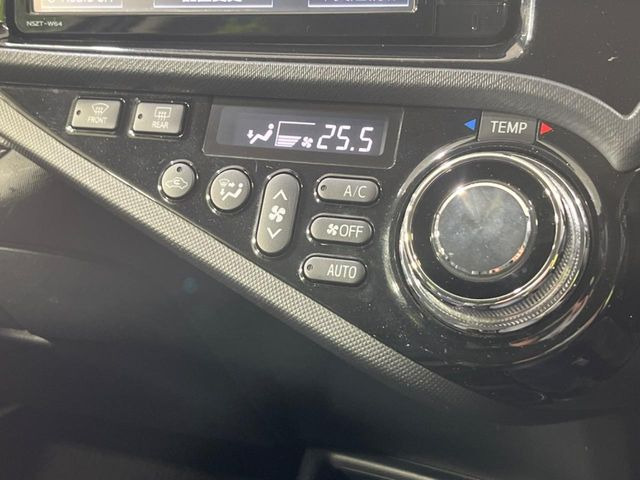 NSZT-W64
FRONT
REAR
25.5
TEMP
A/C
OFF
AUTO